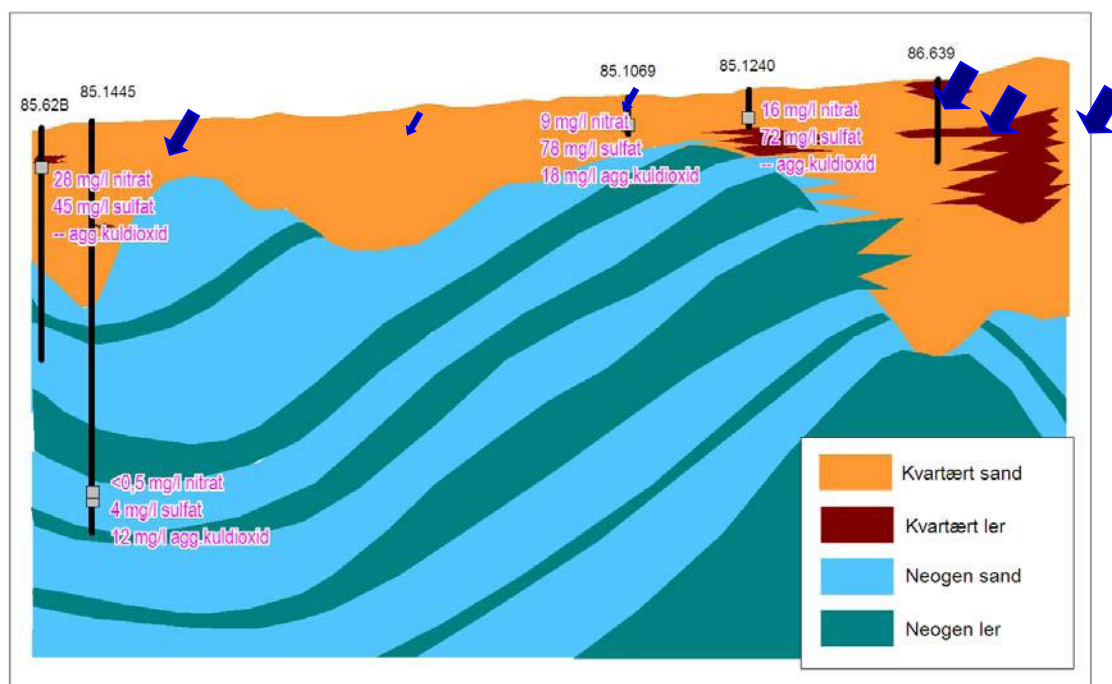 85.62B
85.1445
85.1069
85.1240
86.639
28 mg/l nitrat
45 mg/l sulfat
-- agg.kuldioxid
9 mg/l nitrat
78 mg/l sulfat
18 mg/l agg.kuldioxid
16 mg/l nitrat
72 mg/l sulfat
-- agg.kuldioxid
<0,5 mg/l nitrat
4 mg/l sulfat
12 mg/l agg.kuldioxid
Kvartært sand
Kvartært ler
Neogen sand
Neogen ler